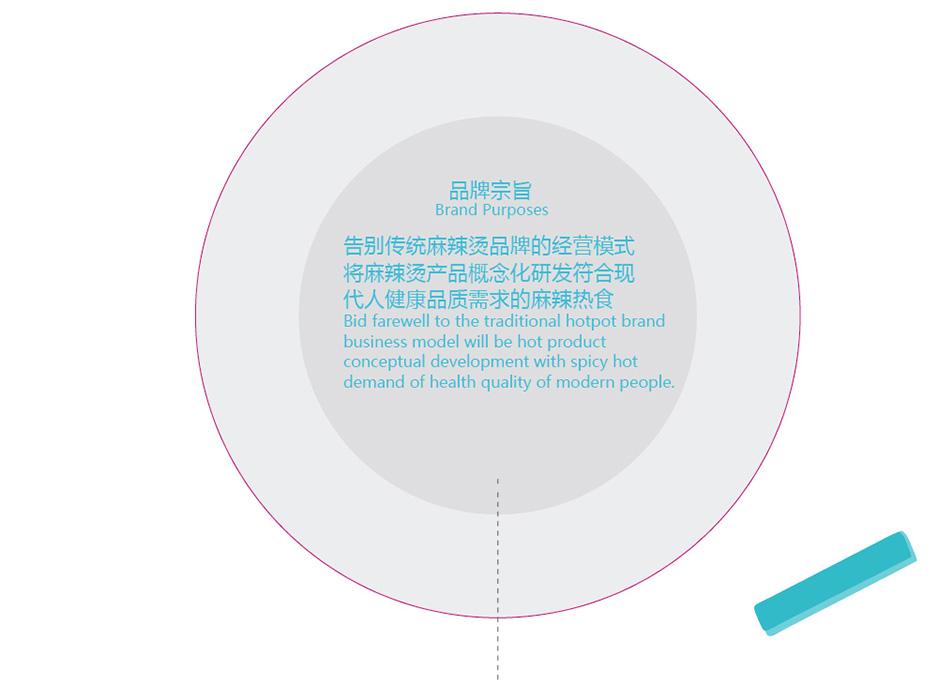 品牌宗旨
Brand Purposes
告别传统麻辣烫品牌的经营模式
将麻辣烫产品概念化研发符合现
代人健康品质需求的麻辣热食
Bid farewell to the traditional hotpot brand
business model will be hot product
conceptual development with spicy hot
demand of health quality of modern people.